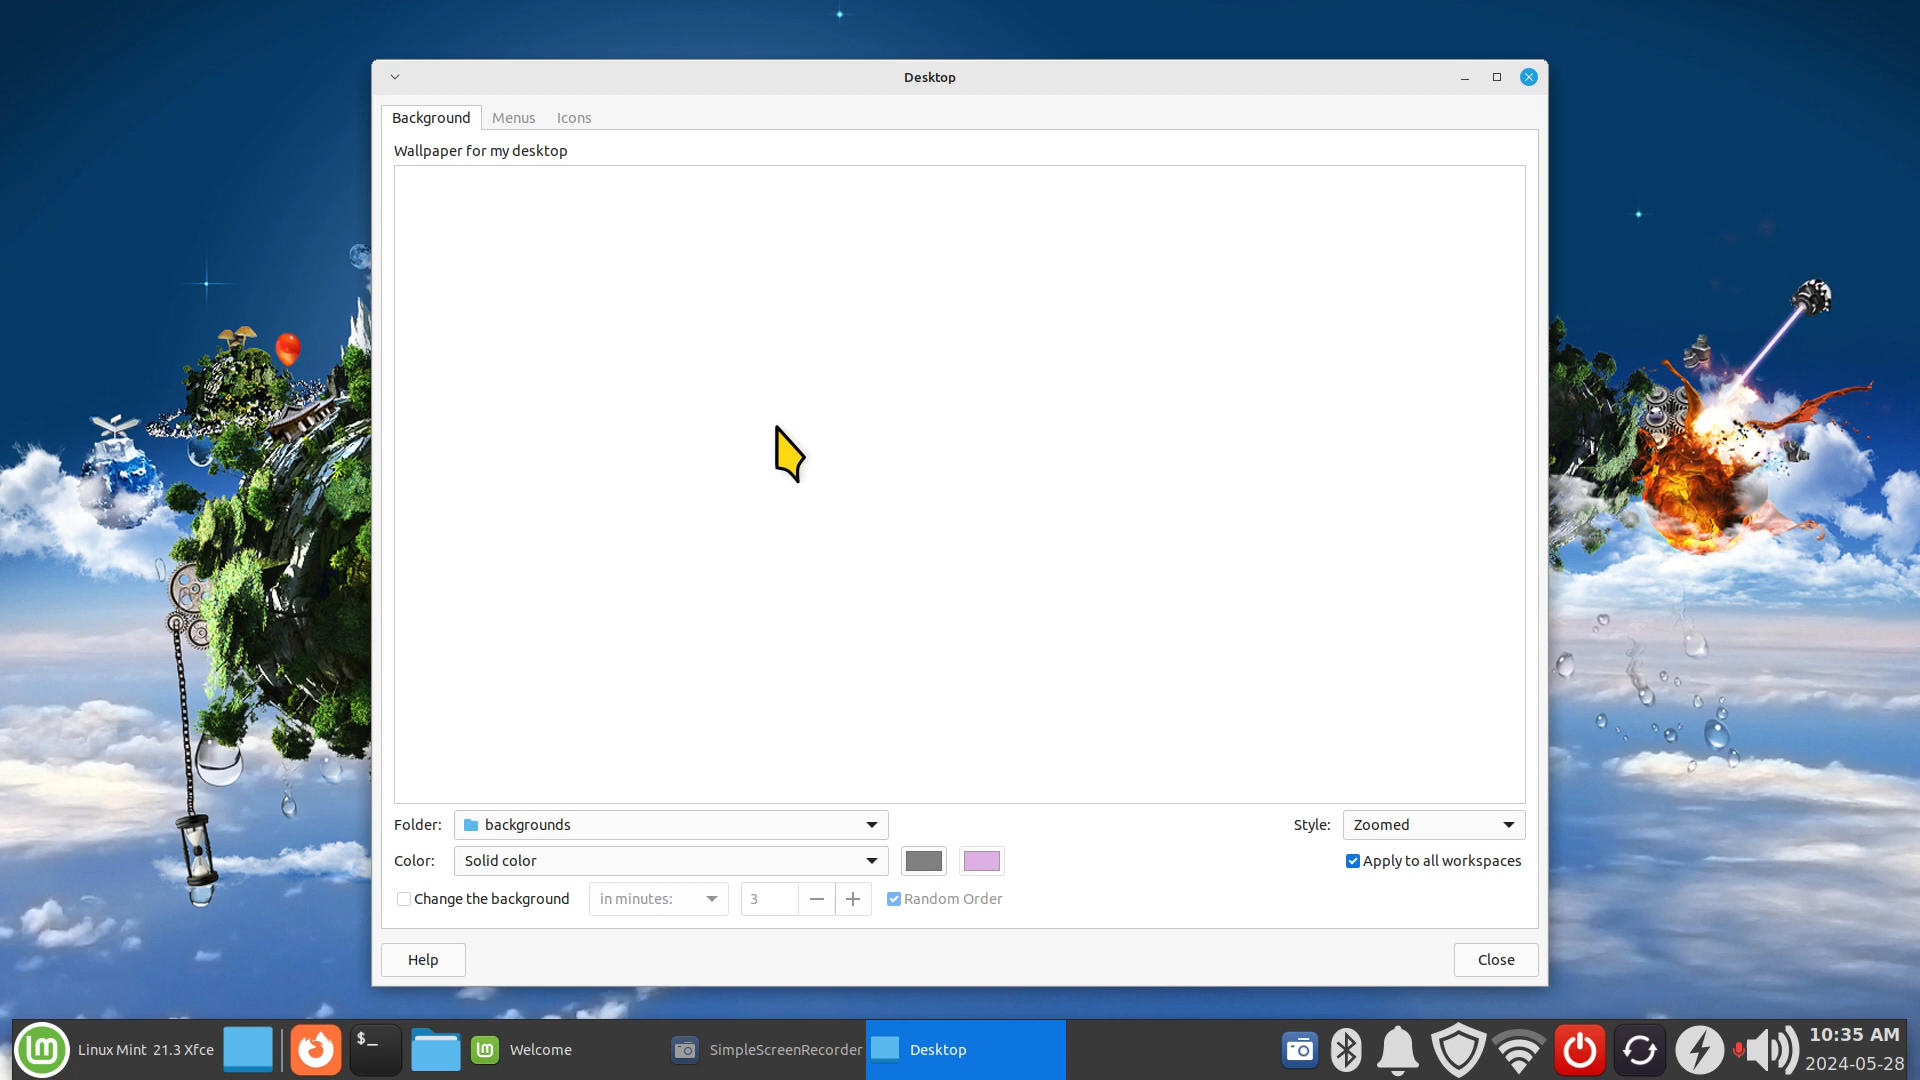 Desktop
Background Menus Icons
Wallpaper for my desktop
Folder: backgrounds Style: Zoomed
Color: Solid color Apply to all workspaces
Change the background in minutes: 3 Random Order
Help Close
Linux Mint 21.3 Xfce $_ Welcome SimpleScreenRecorder Desktop 10:35 AM
2024-05-28